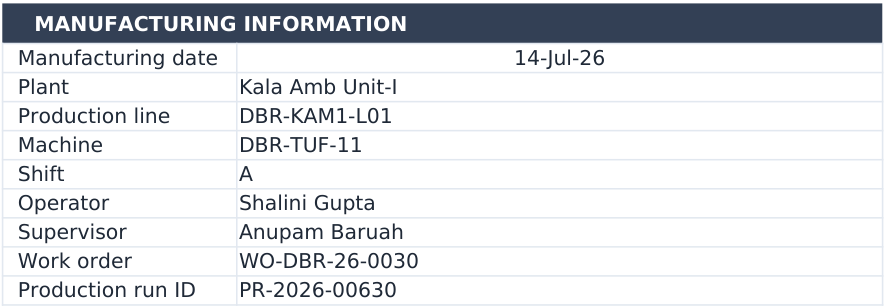 MANUFACTURING INFORMATION
Manufacturing date 14-Jul-26
Plant Kala Amb Unit-I
Production line DBR-KAM1-L01
Machine DBR-TUF-11
Shift A
Operator Shalini Gupta
Supervisor Anupam Baruah
Work order WO-DBR-26-0030
Production run ID PR-2026-00630